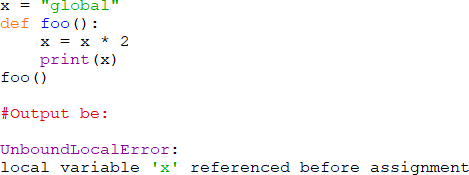 x = "global"
def foo():
    x = x * 2
    print(x)
foo()
#Output be:
UnboundLocalError:
local variable 'x' referenced before assignment